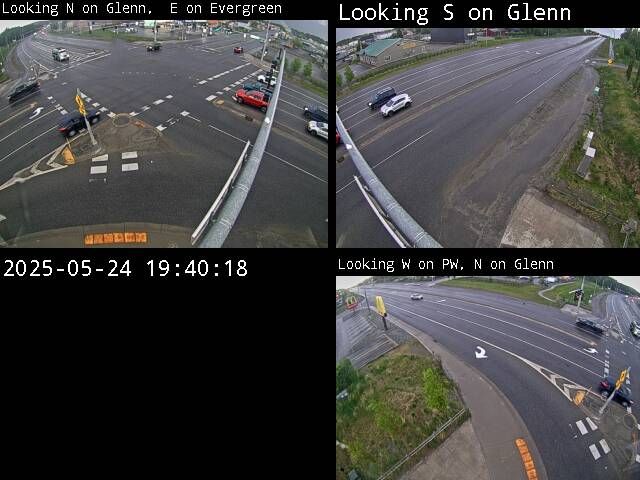 Looking N on Glenn,  E on Evergreen
Looking S on Glenn
2025-05-24 19:40:18
Looking W on PW, N on Glenn